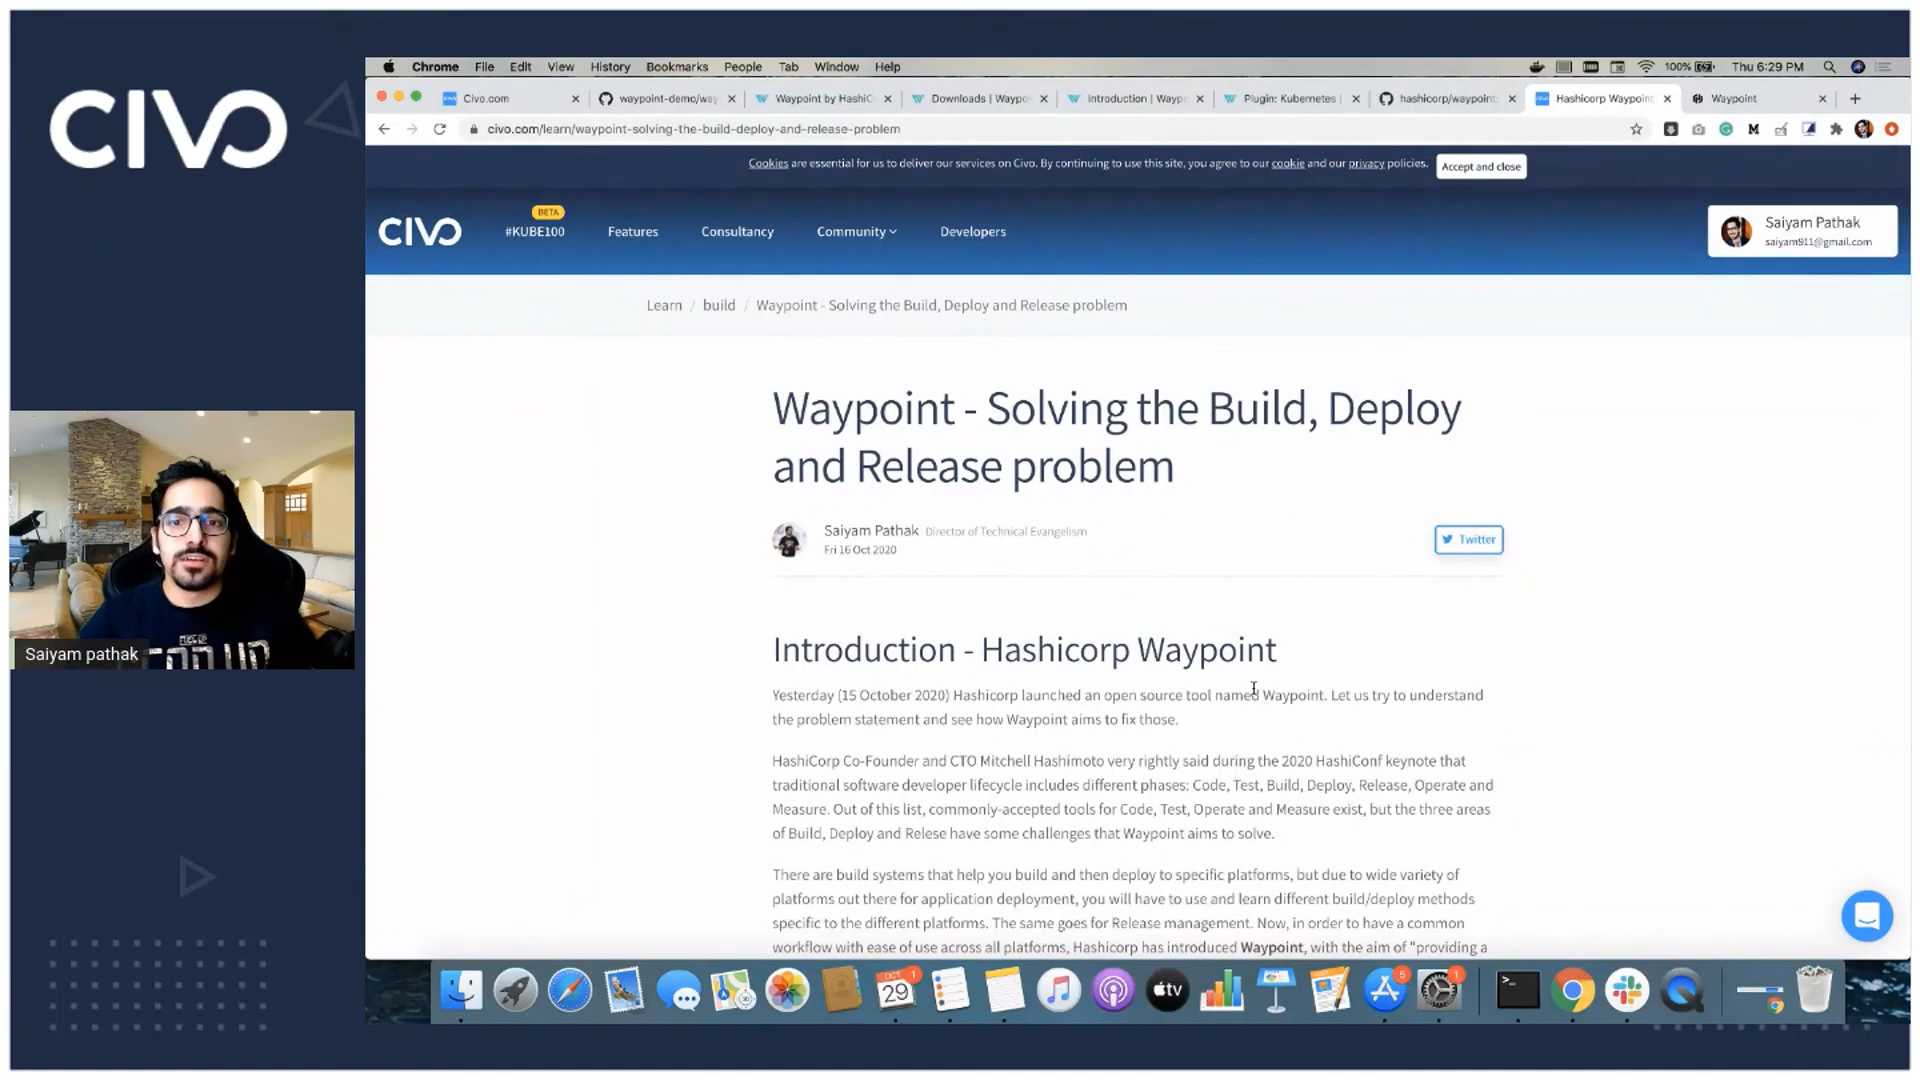 CIVO
Chrome File Edit View History Bookmarks People Tab Window Help
100% Thu 6:29 PM
Civo.com
waypoint-demo/way
Waypoint by HashiC
Downloads | Waypo
Introduction | Wayp
Plugin: Kubernetes |
hashicorp/waypoint:
Hashicorp Waypoint
Waypoint
civo.com/learn/waypoint-solving-the-build-deploy-and-release-problem
Cookies are essential for us to deliver our services on Civo. By continuing to use this site, you agree to our cookie and our privacy policies.
Accept and close
CIVO
BETA
#KUBE100
Features
Consultancy
Community
Developers
Saiyam Pathak
saiyam911@gmail.com
Learn / build / Waypoint - Solving the Build, Deploy and Release problem
Waypoint - Solving the Build, Deploy
and Release problem
Saiyam Pathak Director of Technical Evangelism
Fri 16 Oct 2020
Twitter
Introduction - Hashicorp Waypoint
Yesterday (15 October 2020) Hashicorp launched an open source tool named Waypoint. Let us try to understand
the problem statement and see how Waypoint aims to fix those.
HashiCorp Co-Founder and CTO Mitchell Hashimoto very rightly said during the 2020 HashiConf keynote that
traditional software developer lifecycle includes different phases: Code, Test, Build, Deploy, Release, Operate and
Measure. Out of this list, commonly-accepted tools for Code, Test, Operate and Measure exist, but the three areas
of Build, Deploy and Relese have some challenges that Waypoint aims to solve.
There are build systems that help you build and then deploy to specific platforms, but due to wide variety of
platforms out there for application deployment, you will have to use and learn different build/deploy methods
specific to the different platforms. The same goes for Release management. Now, in order to have a common
workflow with ease of use across all platforms, Hashicorp has introduced Waypoint, with the aim of "providing a
Saiyam pathak
OCT
29
1
tv
5
1